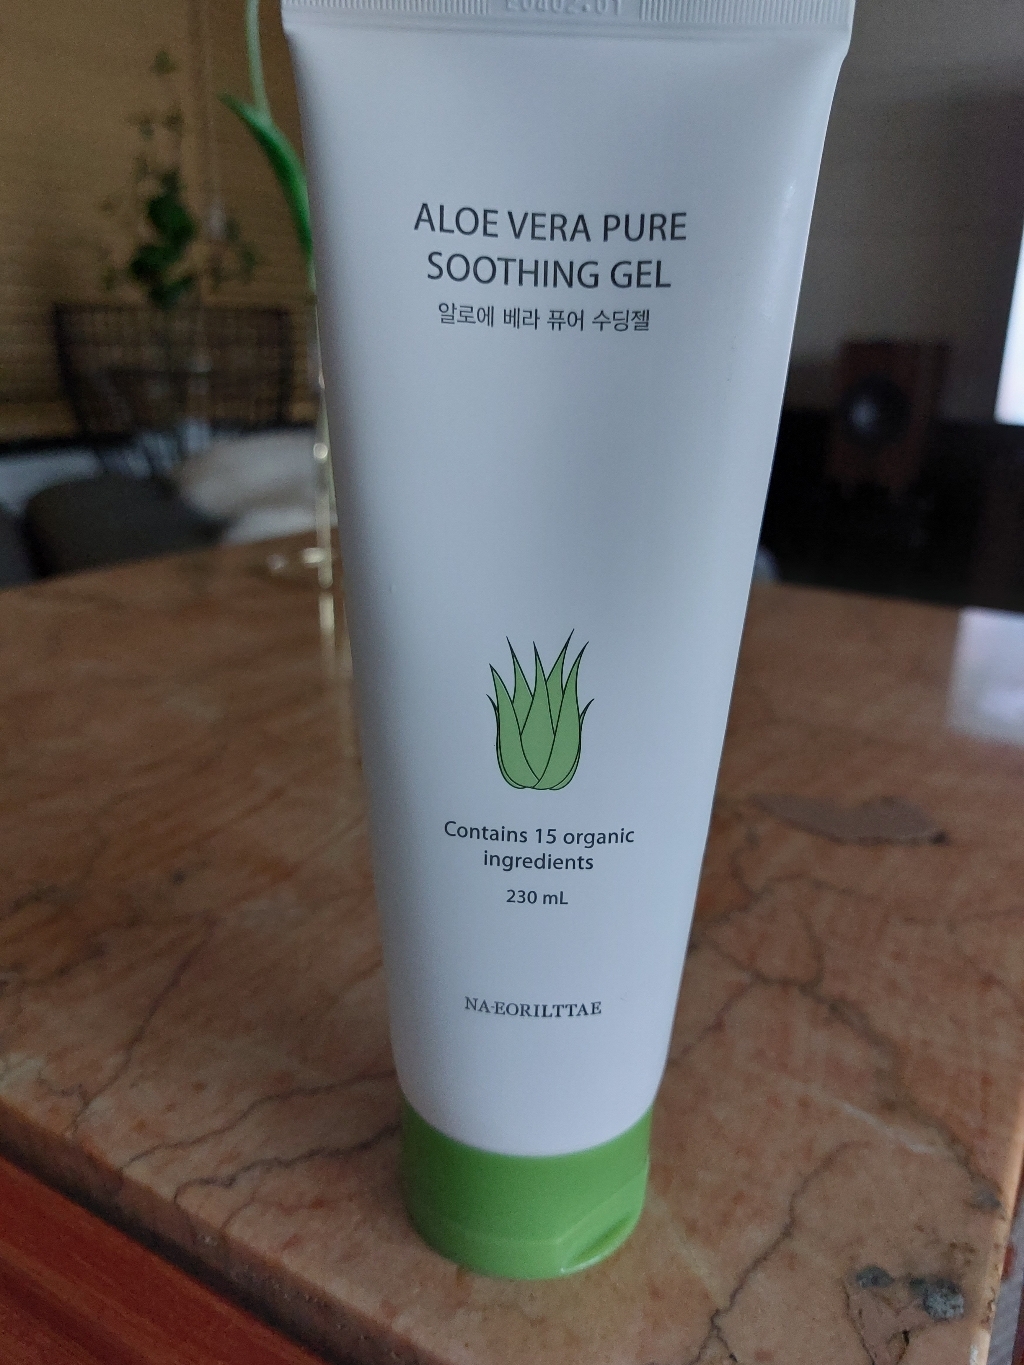 ALOE VERA PURE
SOOTHING GEL
알로에 베라 퓨어 수딩젤
Contains 15 organic
ingredients
230 mL
NA-EORILTTAE